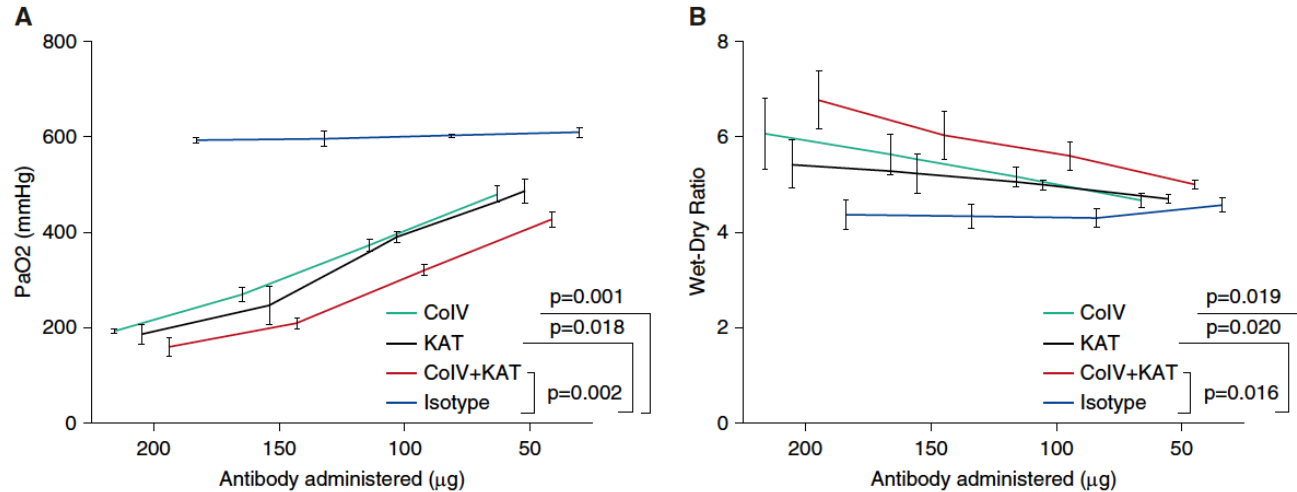 A
PaO2 (mmHg)
800
600
400
200
0
200 150 100 50
Antibody administered (μg)
ColV
KAT
ColV+KAT
Isotype
p=0.001
p=0.018
p=0.002
B
Wet-Dry Ratio
8
6
4
2
0
200 150 100 50
Antibody administered (μg)
ColV
KAT
ColV+KAT
Isotype
p=0.019
p=0.020
p=0.016